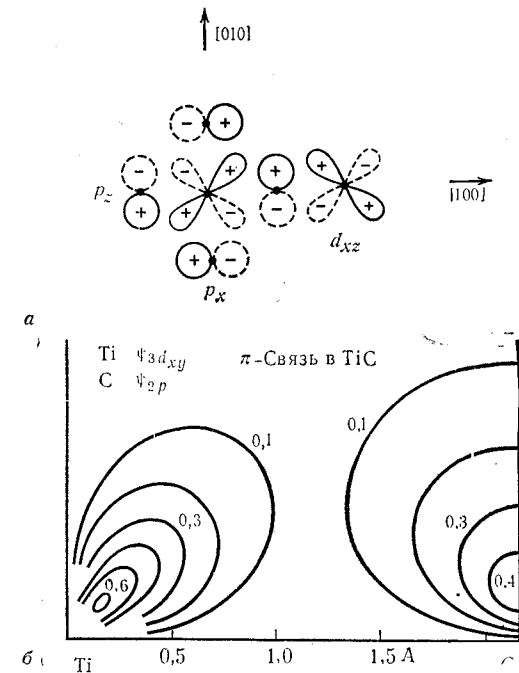 [010]
− +
+ − + − + + −
p_z + + − − − +
d_xz [100]
+ −
p_x
а
Ti ψ3d_xy π-Связь в TiC
C ψ2p
0,1 0,1
0,3 0,3
0,6 0,4
б Ti 0,5 1,0 1,5 А C